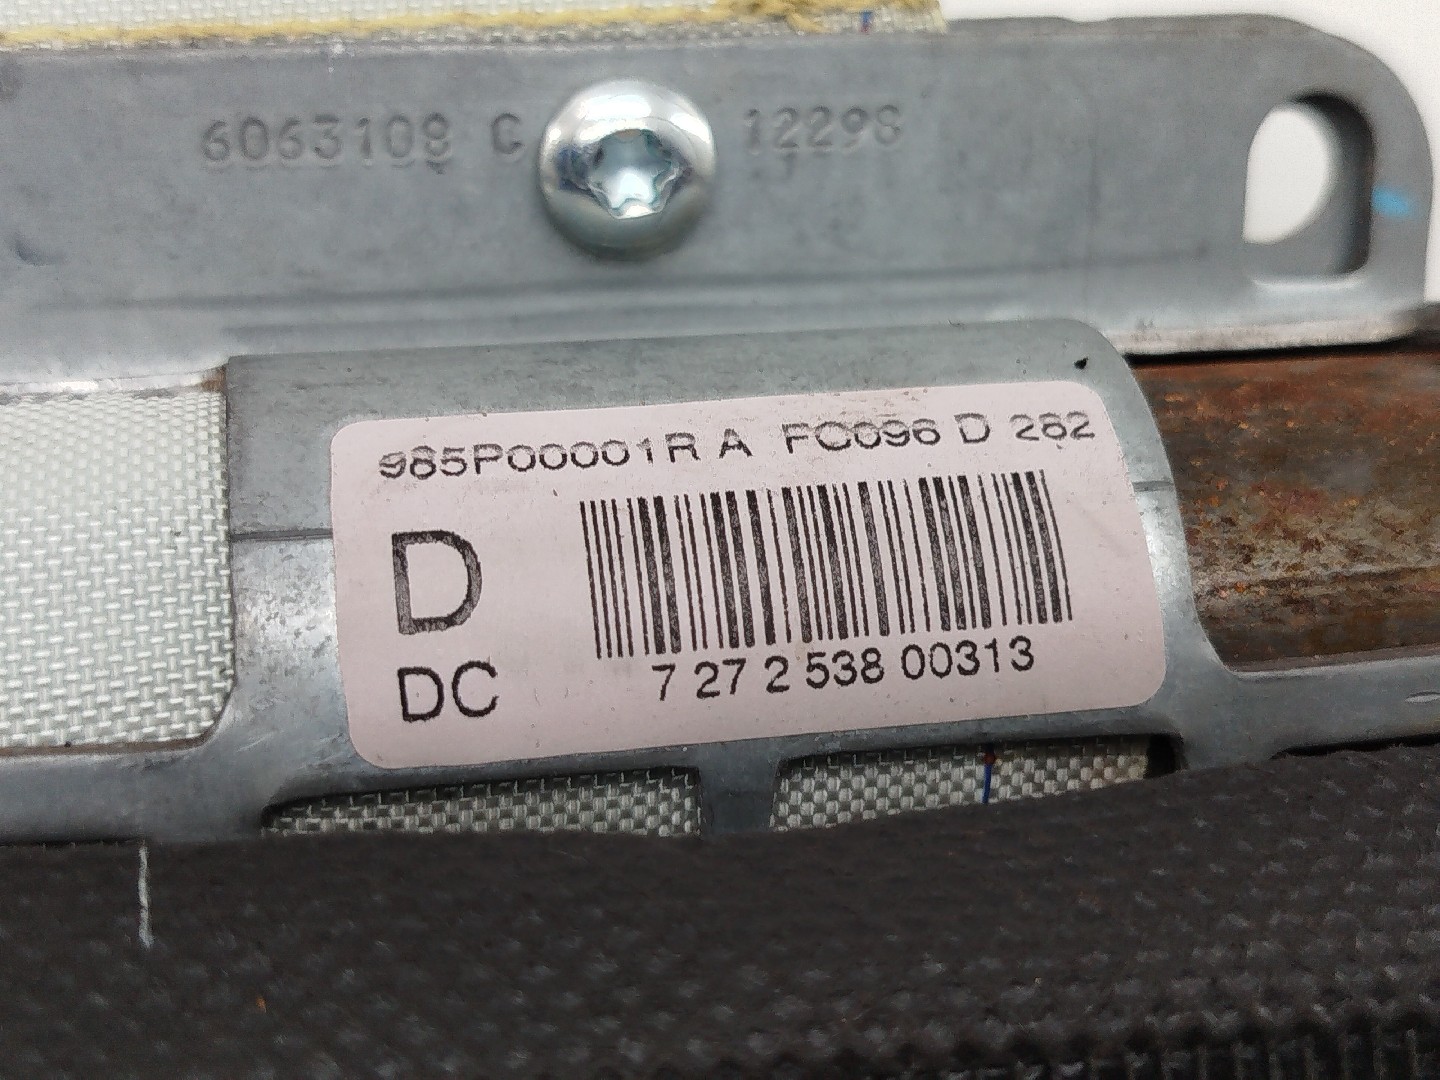 6063108 C 12298
985P00001R A FC096 D 262
D
7 27 2 538 00313
DC